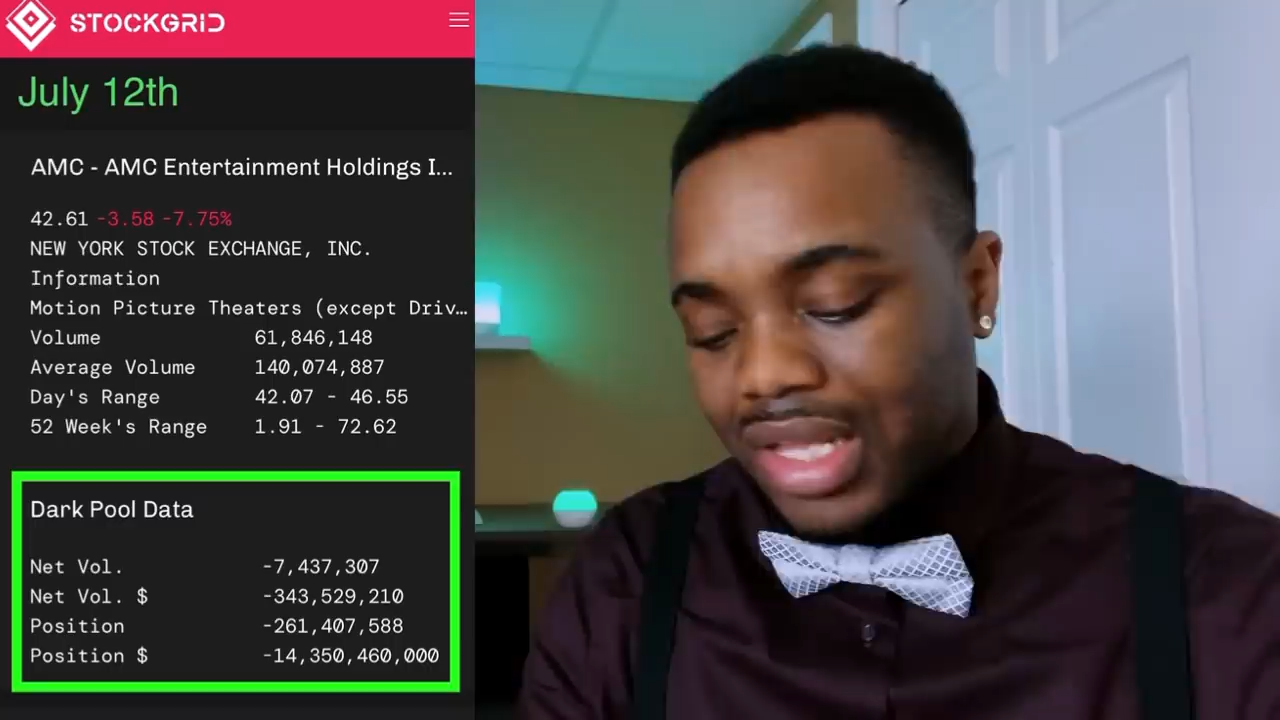 STOCKGRID
July 12th
AMC - AMC Entertainment Holdings I...
42.61 -3.58 -7.75%
NEW YORK STOCK EXCHANGE, INC.
Information
Motion Picture Theaters (except Driv…
Volume 61,846,148
Average Volume 140,074,887
Day's Range 42.07 - 46.55
52 Week's Range 1.91 - 72.62
Dark Pool Data
Net Vol. -7,437,307
Net Vol. $ -343,529,210
Position -261,407,588
Position $ -14,350,460,000